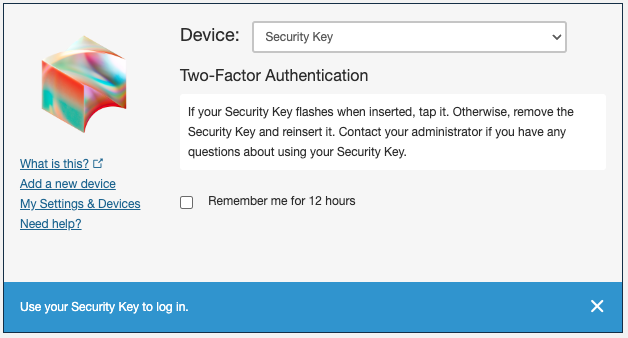 Device: Security Key
Two-Factor Authentication
If your Security Key flashes when inserted, tap it. Otherwise, remove the
Security Key and reinsert it. Contact your administrator if you have any
questions about using your Security Key.
What is this?
Add a new device
My Settings & Devices
Need help?
Remember me for 12 hours
Use your Security Key to log in.